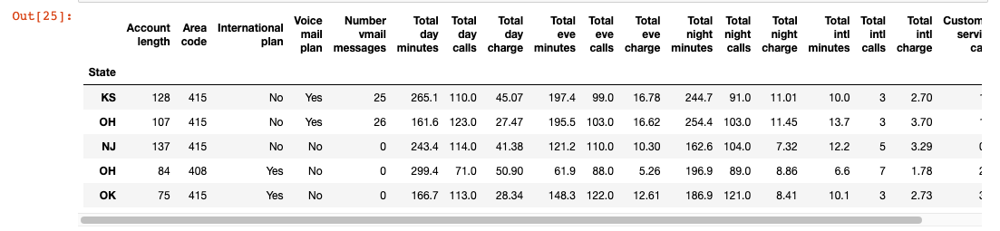 Out[25]:
Account length Area code International plan Voice mail plan Number vmail messages Total day minutes Total day calls Total day charge Total eve minutes Total eve calls Total eve charge Total night minutes Total night calls Total night charge Total intl minutes Total intl calls Total intl charge Custom servi ca
State
KS 128 415 No Yes 25 265.1 110.0 45.07 197.4 99.0 16.78 244.7 91.0 11.01 10.0 3 2.70
OH 107 415 No Yes 26 161.6 123.0 27.47 195.5 103.0 16.62 254.4 103.0 11.45 13.7 3 3.70
NJ 137 415 No No 0 243.4 114.0 41.38 121.2 110.0 10.30 162.6 104.0 7.32 12.2 5 3.29
OH 84 408 Yes No 0 299.4 71.0 50.90 61.9 88.0 5.26 196.9 89.0 8.86 6.6 7 1.78
OK 75 415 Yes No 0 166.7 113.0 28.34 148.3 122.0 12.61 186.9 121.0 8.41 10.1 3 2.73